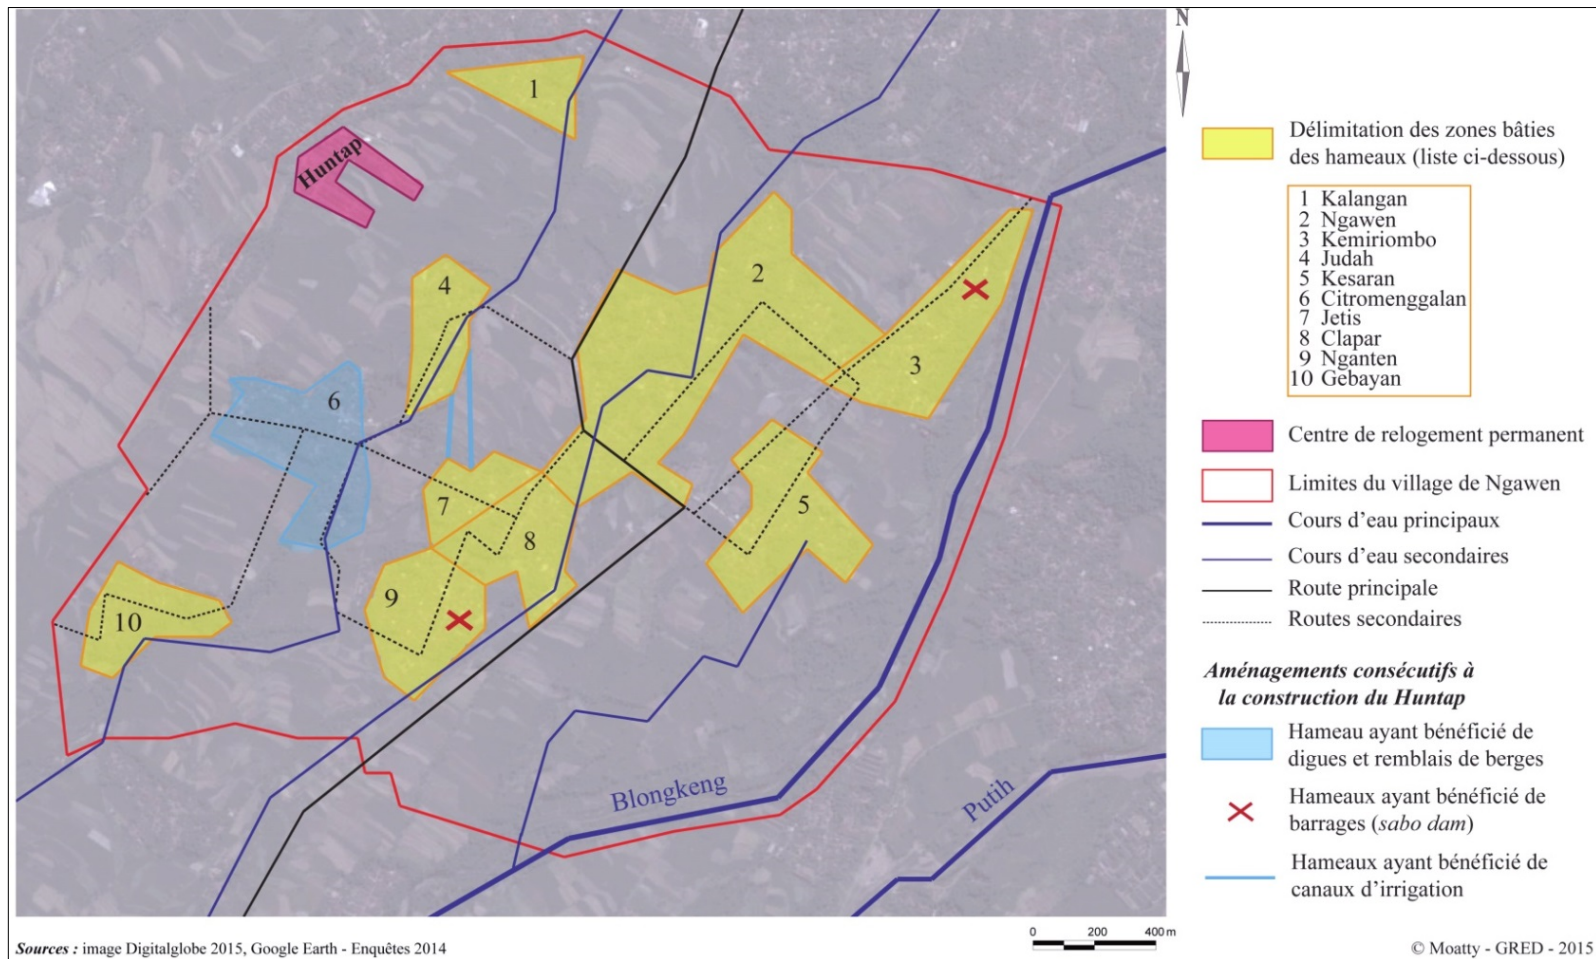 N
1
Huntap
2
4
3
6
7
5
8
9
10
Blongkeng
Putih
Délimitation des zones bâties
des hameaux (liste ci-dessous)
1 Kalangan
2 Ngawen
3 Kemiriombo
4 Judah
5 Kesaran
6 Citromenggalan
7 Jetis
8 Clapar
9 Nganten
10 Gebayan
Centre de relogement permanent
Limites du village de Ngawen
Cours d'eau principaux
Cours d'eau secondaires
Route principale
Routes secondaires
Aménagements consécutifs à
la construction du Huntap
Hameau ayant bénéficié de
digues et remblais de berges
Hameaux ayant bénéficié de
barrages (sabo dam)
Hameaux ayant bénéficié de
canaux d'irrigation
0 200 400 m
Sources : image Digitalglobe 2015, Google Earth - Enquêtes 2014
© Moatty - GRED - 2015